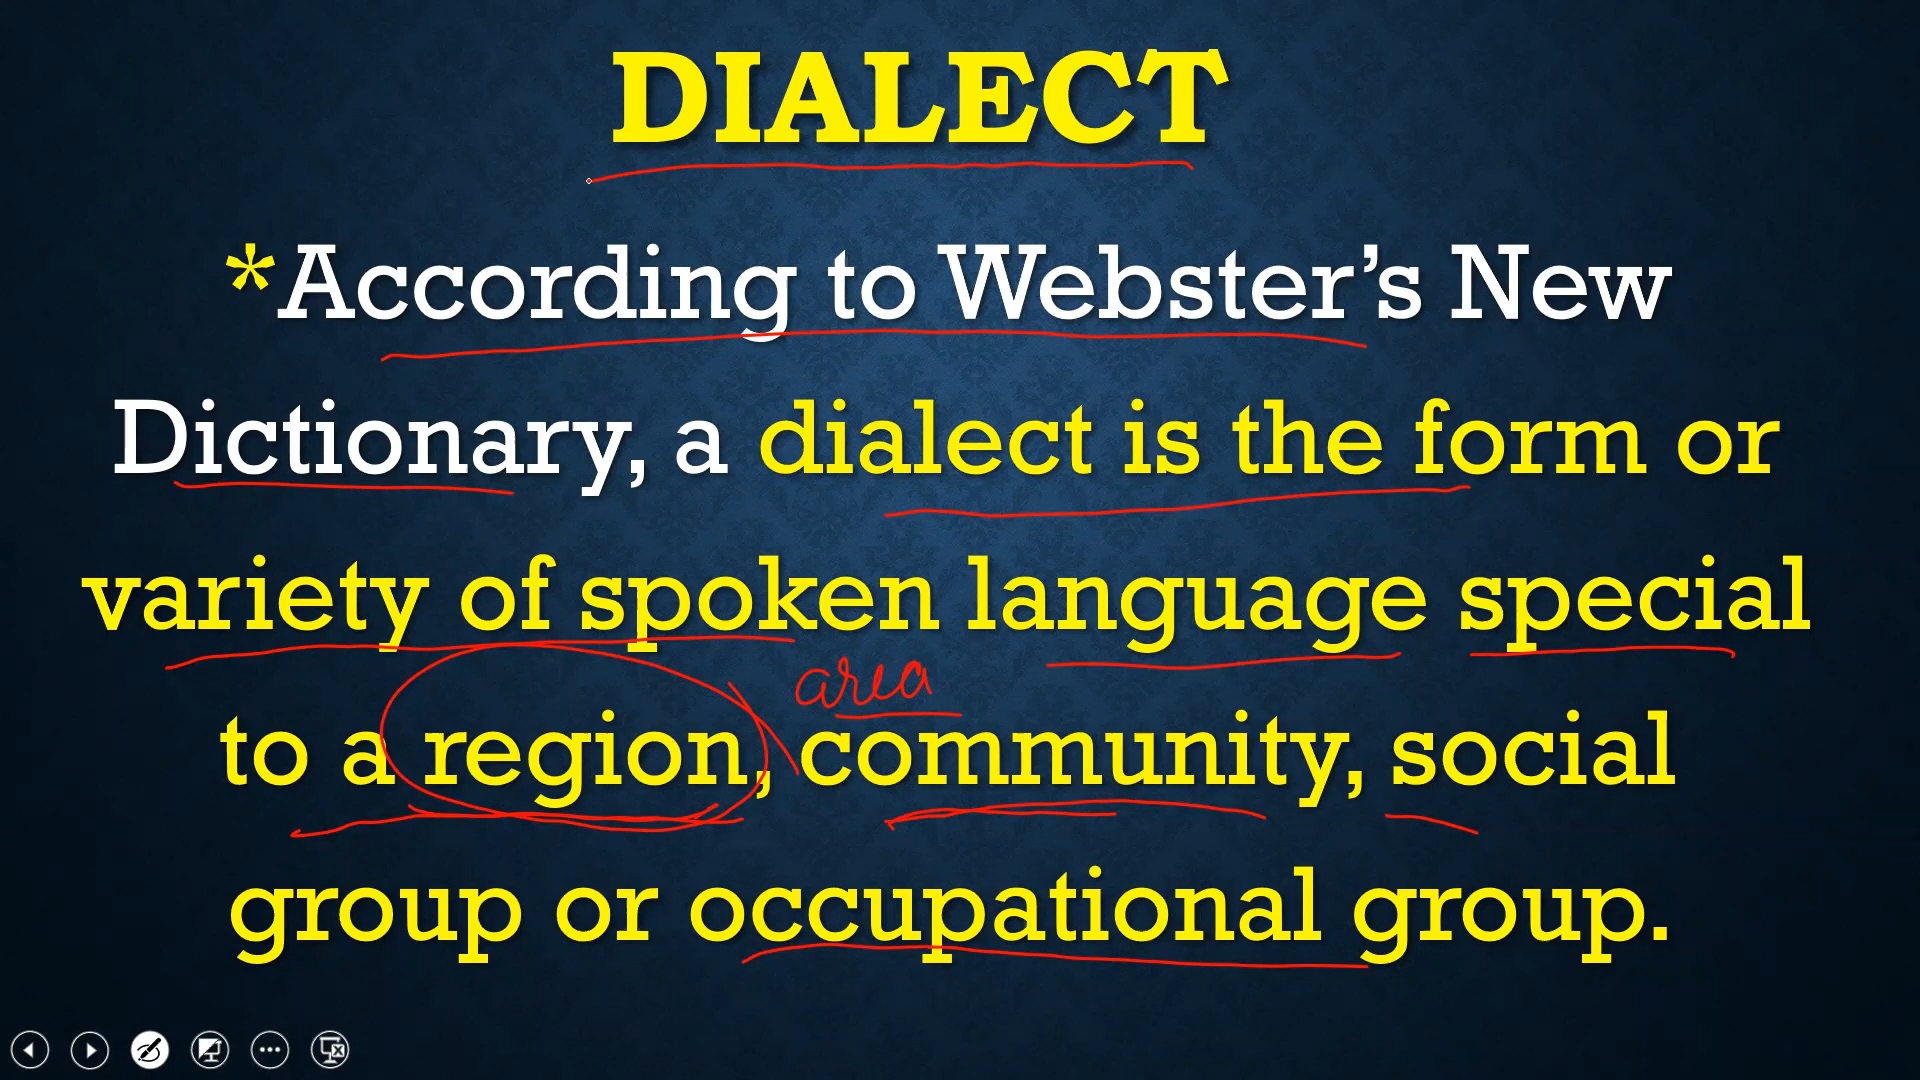 DIALECT
*According to Webster’s New
Dictionary, a dialect is the form or
variety of spoken language special
area
to a region, community, social
group or occupational group.